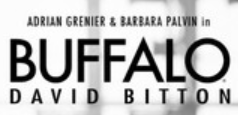 ADRIAN GRENIER & BARBARA PALVIN in
BUFFALO
DAVID BITTON